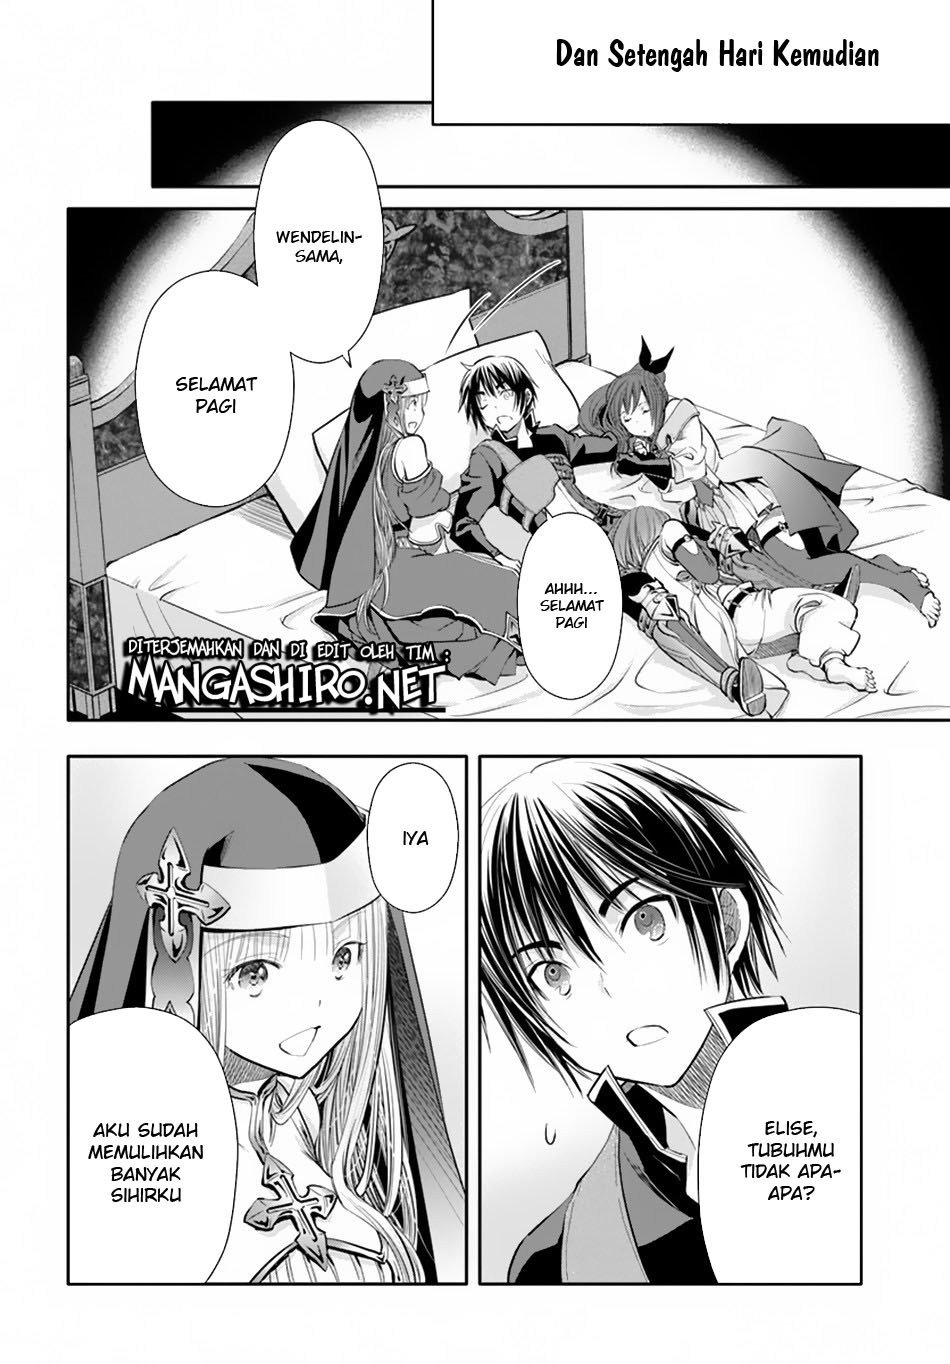 Dan Setengah Hari Kemudian
WENDELIN-
SAMA,
SELAMAT
PAGI
AHHH...
SELAMAT
PAGI
DITERJEMAHKAN DAN DI EDIT OLEH TIM :
MANGASHIRO.NET
ELISE,
TUBUHMU
TIDAK APA-
APA?
IYA
AKU SUDAH
MEMULIHKAN
BANYAK
SIHIRKU